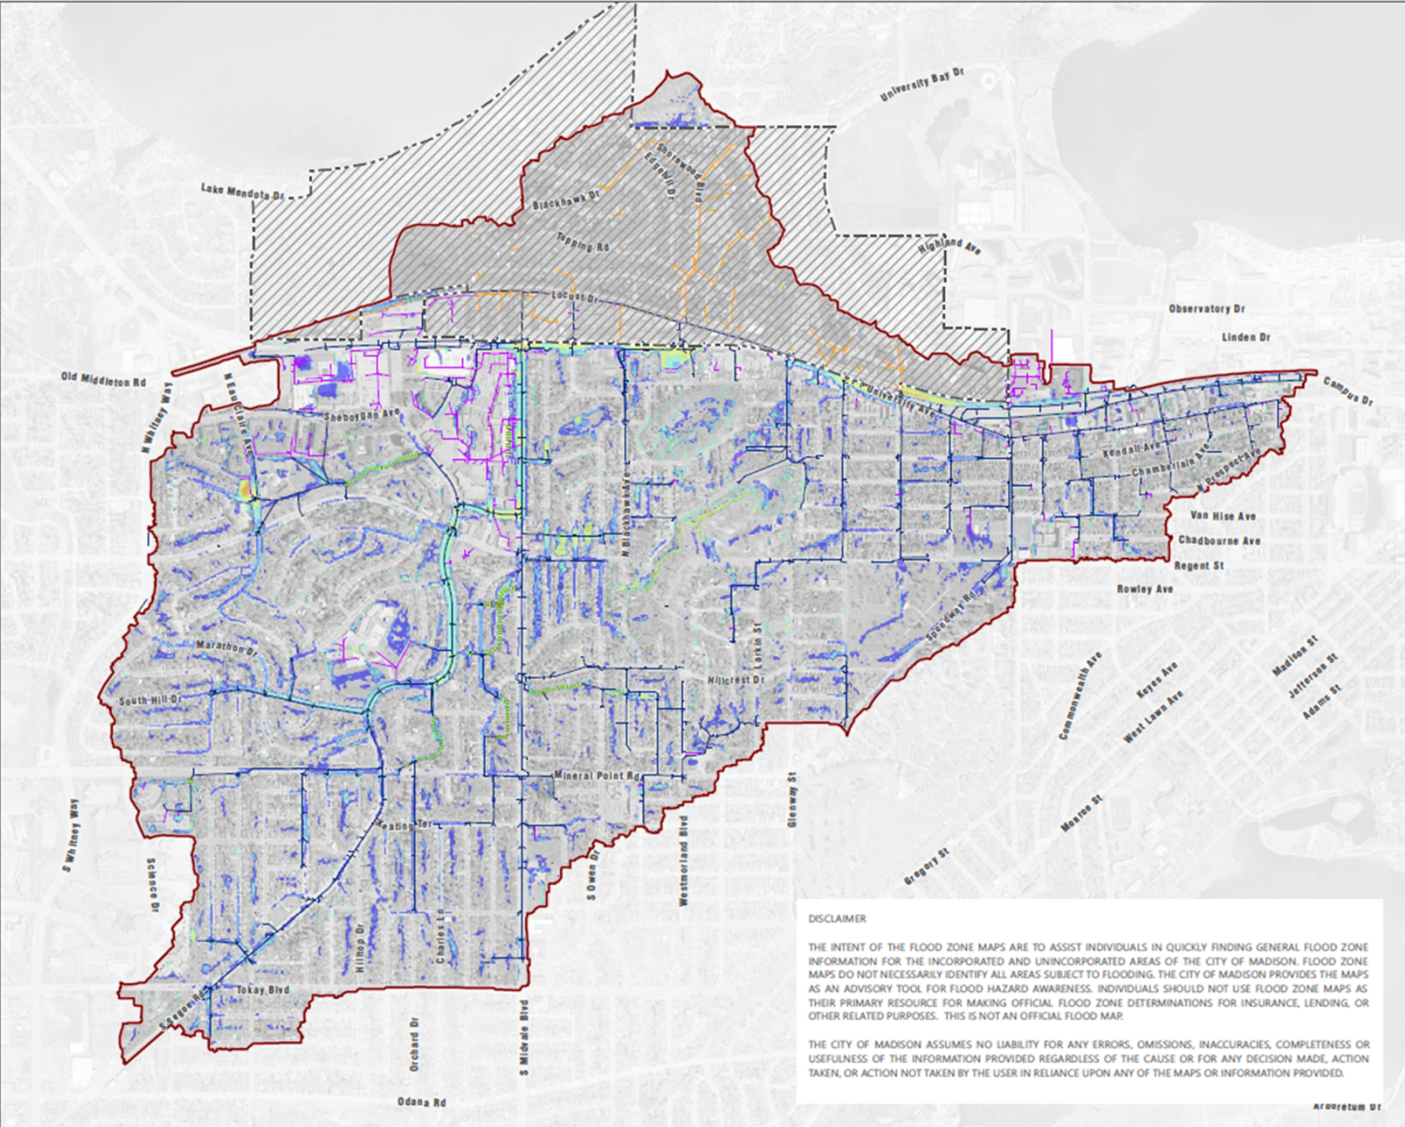 University Bay Dr
Shorewood Blvd
Edgehill Dr
Lake Mendota Dr
Blackhawk Dr
Topping Rd
Highland Ave
Locust Dr
Observatory Dr
Linden Dr
Old Middleton Rd
N Whitney Way
N Eau Claire Ave
Sheboygan Ave
University Ave
Campus Dr
Kendall Ave
Chamberlain Ave
N Prospect Ave
N Blackhawk Ave
Van Hise Ave
Chadbourne Ave
Regent St
Rowley Ave
Speedway Rd
Marathon Dr
Larkin St
South Hill Dr
Hillcrest Dr
Commonwealth Ave
Keyes Ave
West Lawn Ave
Madison St
Jefferson St
Adams St
Mineral Point Rd
Glenway St
Monroe St
S Whitney Way
Keating Ter
Science Dr
S Owen Dr
Westmorland Blvd
Gregory St
Hilltop Dr
Charles Ln
Tokay Blvd
S Segoe Rd
Orchard Dr
S Midvale Blvd
Odana Rd
DISCLAIMER
THE INTENT OF THE FLOOD ZONE MAPS ARE TO ASSIST INDIVIDUALS IN QUICKLY FINDING GENERAL FLOOD ZONE
INFORMATION FOR THE INCORPORATED AND UNINCORPORATED AREAS OF THE CITY OF MADISON. FLOOD ZONE
MAPS DO NOT NECESSARILY IDENTIFY ALL AREAS SUBJECT TO FLOODING. THE CITY OF MADISON PROVIDES THE MAPS
AS AN ADVISORY TOOL FOR FLOOD HAZARD AWARENESS. INDIVIDUALS SHOULD NOT USE FLOOD ZONE MAPS AS
THEIR PRIMARY RESOURCE FOR MAKING OFFICIAL FLOOD ZONE DETERMINATIONS FOR INSURANCE, LENDING, OR
OTHER RELATED PURPOSES. THIS IS NOT AN OFFICIAL FLOOD MAP.
THE CITY OF MADISON ASSUMES NO LIABILITY FOR ANY ERRORS, OMISSIONS, INACCURACIES, COMPLETENESS OR
USEFULNESS OF THE INFORMATION PROVIDED REGARDLESS OF THE CAUSE OR FOR ANY DECISION MADE, ACTION
TAKEN, OR ACTION NOT TAKEN BY THE USER IN RELIANCE UPON ANY OF THE MAPS OR INFORMATION PROVIDED.
Arboretum Dr